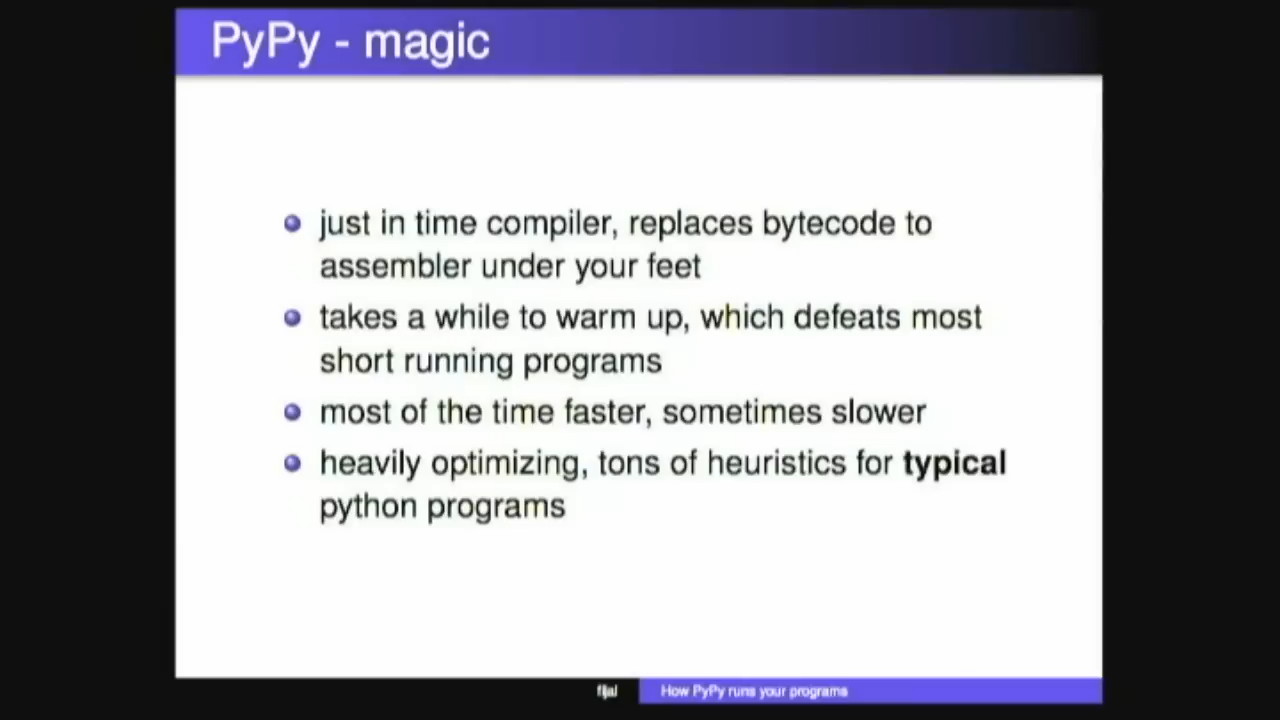 PyPy - magic
just in time compiler, replaces bytecode to
assembler under your feet
takes a while to warm up, which defeats most
short running programs
most of the time faster, sometimes slower
heavily optimizing, tons of heuristics for typical
python programs
fijal
How PyPy runs your programs